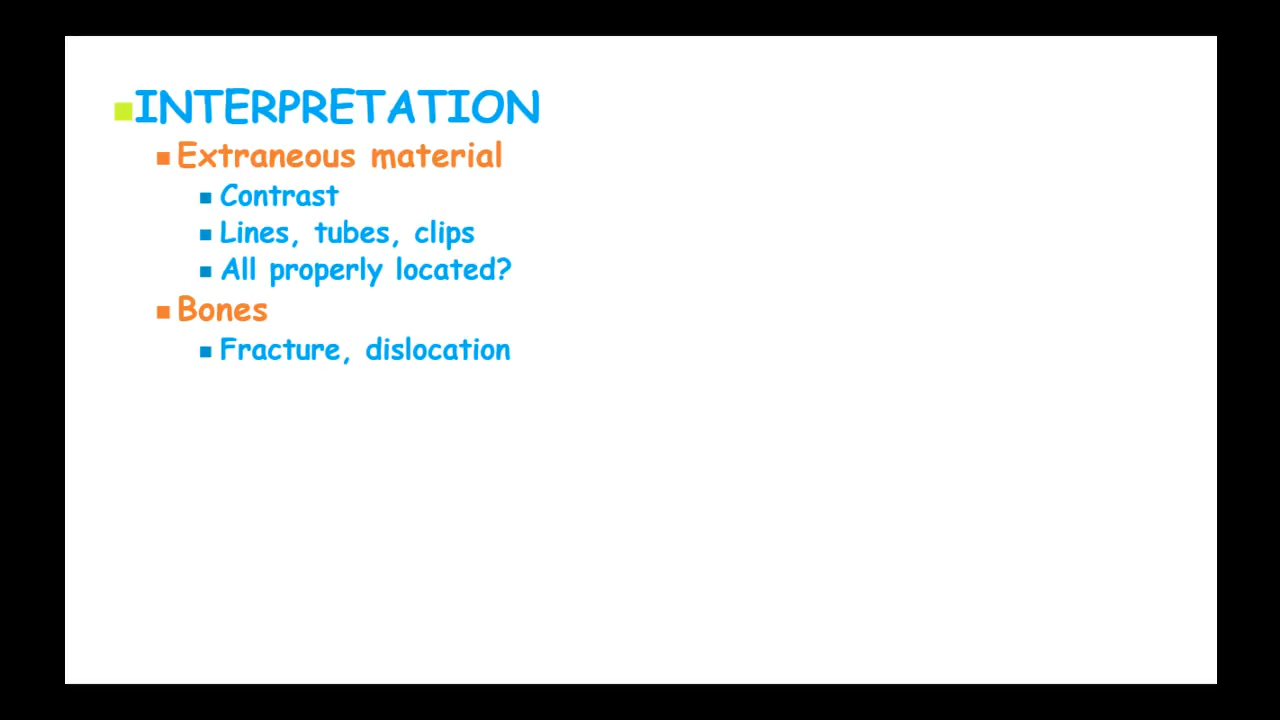 INTERPRETATION
Extraneous material
Contrast
Lines, tubes, clips
All properly located?
Bones
Fracture, dislocation